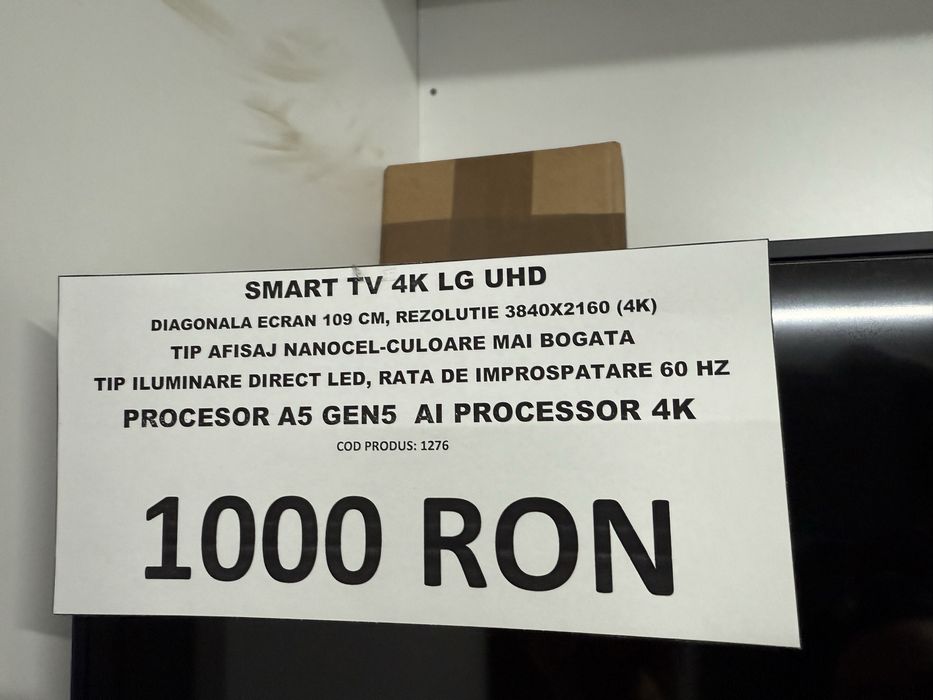 SMART TV 4K LG UHD
DIAGONALA ECRAN 109 CM, REZOLUTIE 3840X2160 (4K)
TIP AFISAJ NANOCEL-CULOARE MAI BOGATA
TIP ILUMINARE DIRECT LED, RATA DE IMPROSPATARE 60 HZ
PROCESOR A5 GEN5 AI PROCESSOR 4K
COD PRODUS: 1276
1000 RON